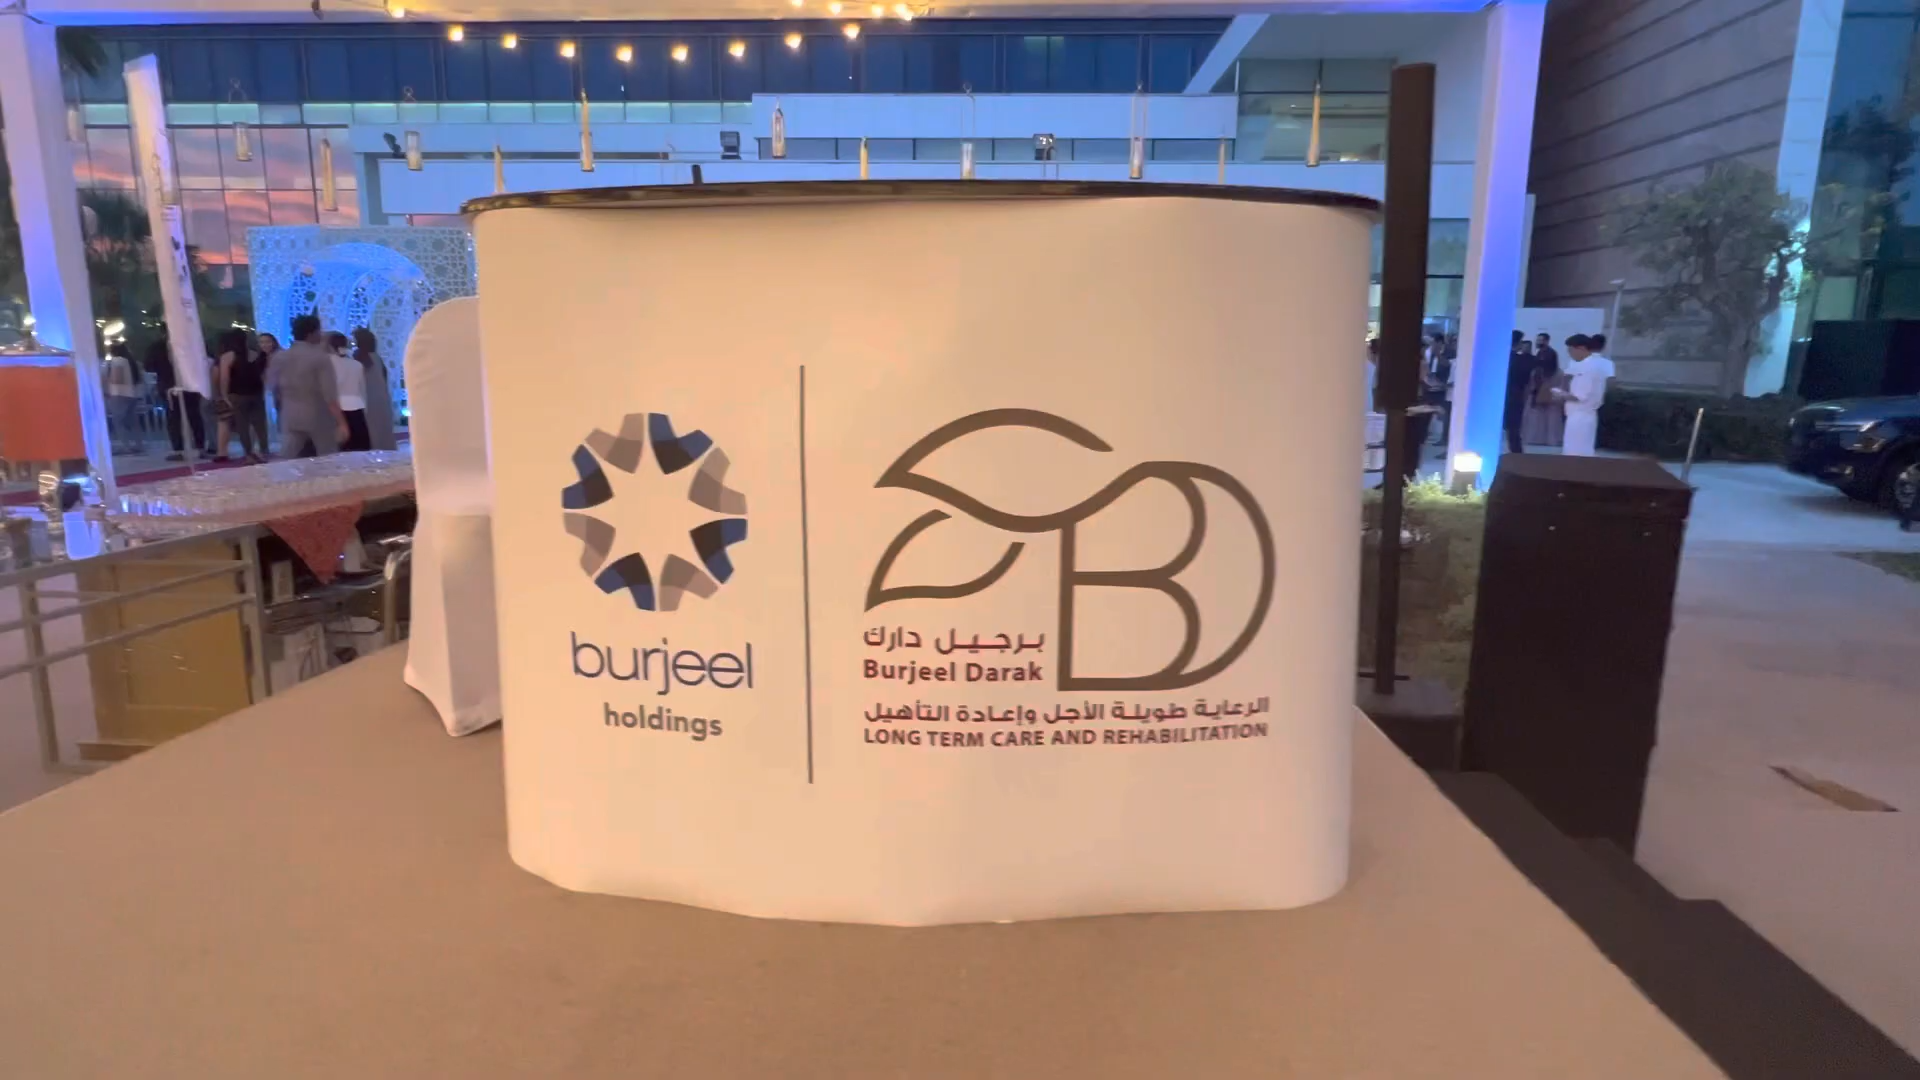 burjeel
holdings
برجيل دارك
Burjeel Darak
الرعاية طويلة الأجل وإعادة التأهيل
LONG TERM CARE AND REHABILITATION